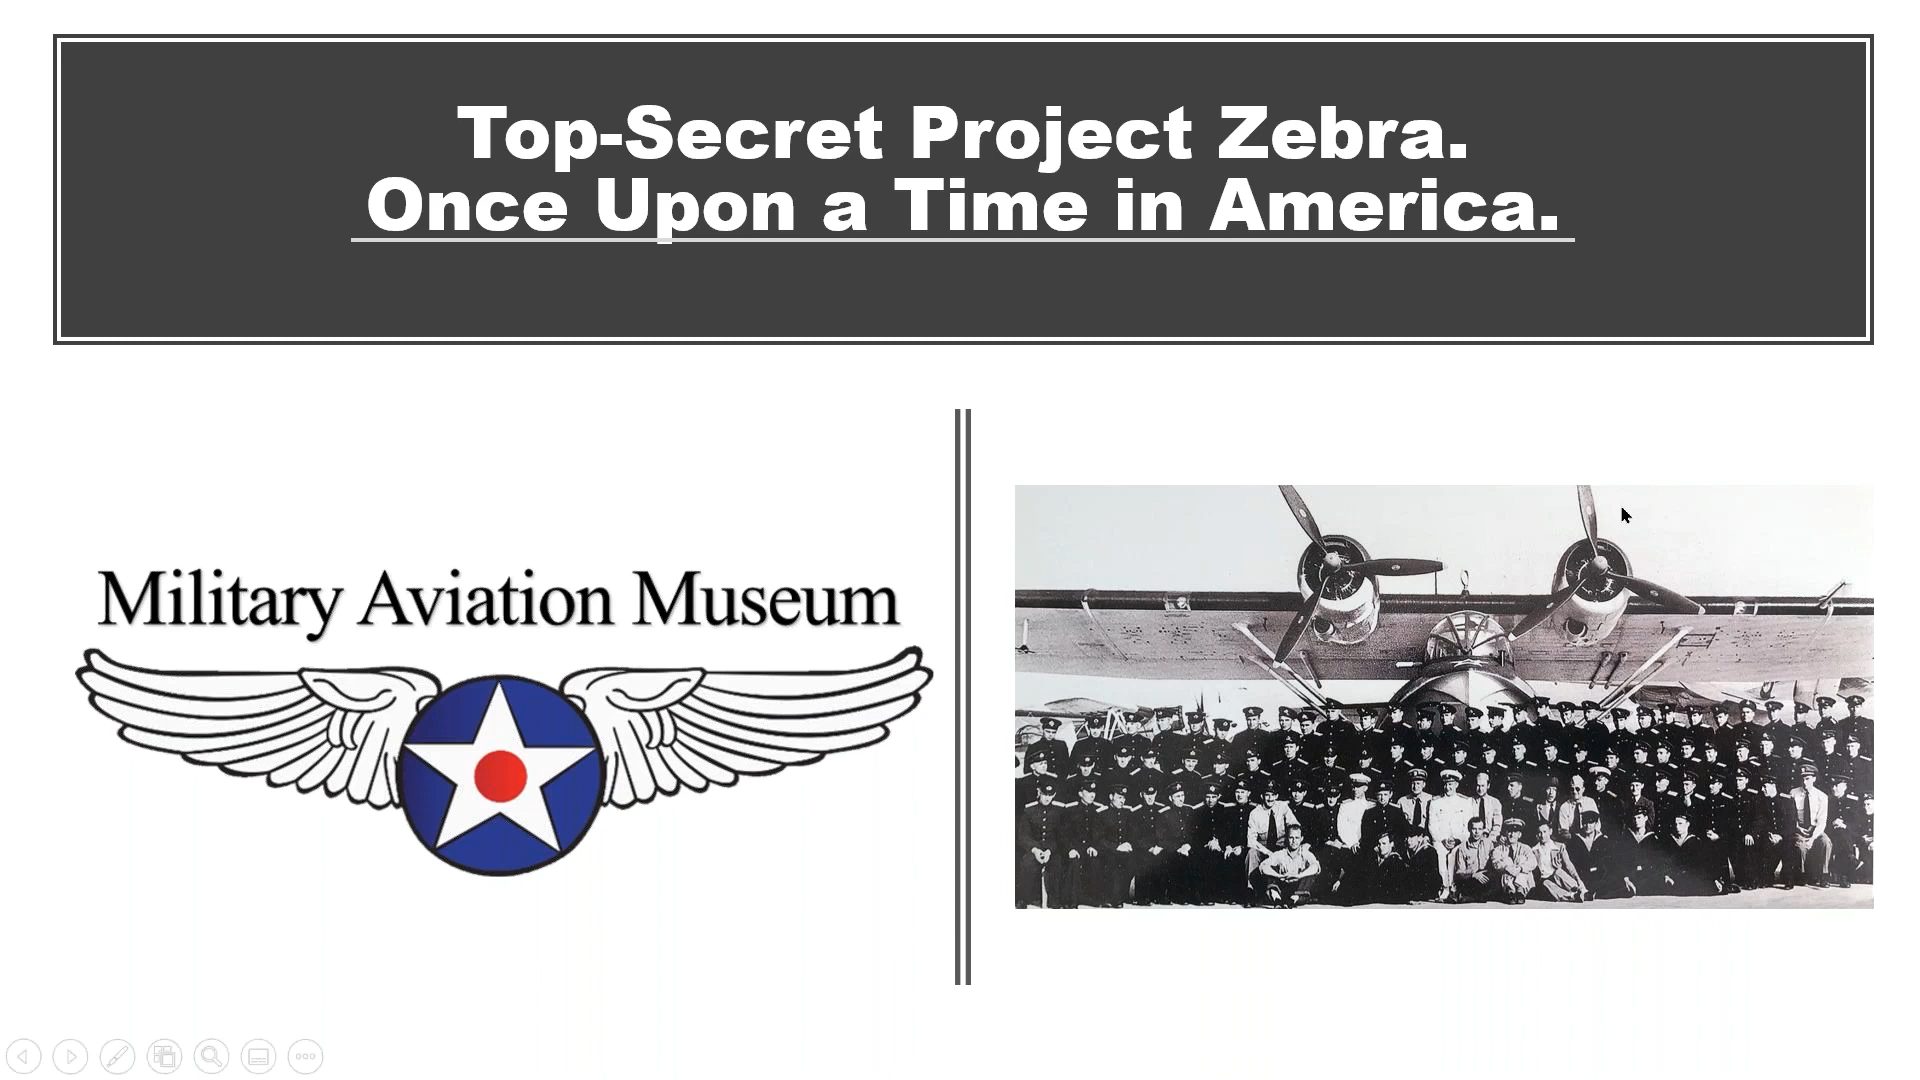 Top-Secret Project Zebra.
Once Upon a Time in America.
Military Aviation Museum